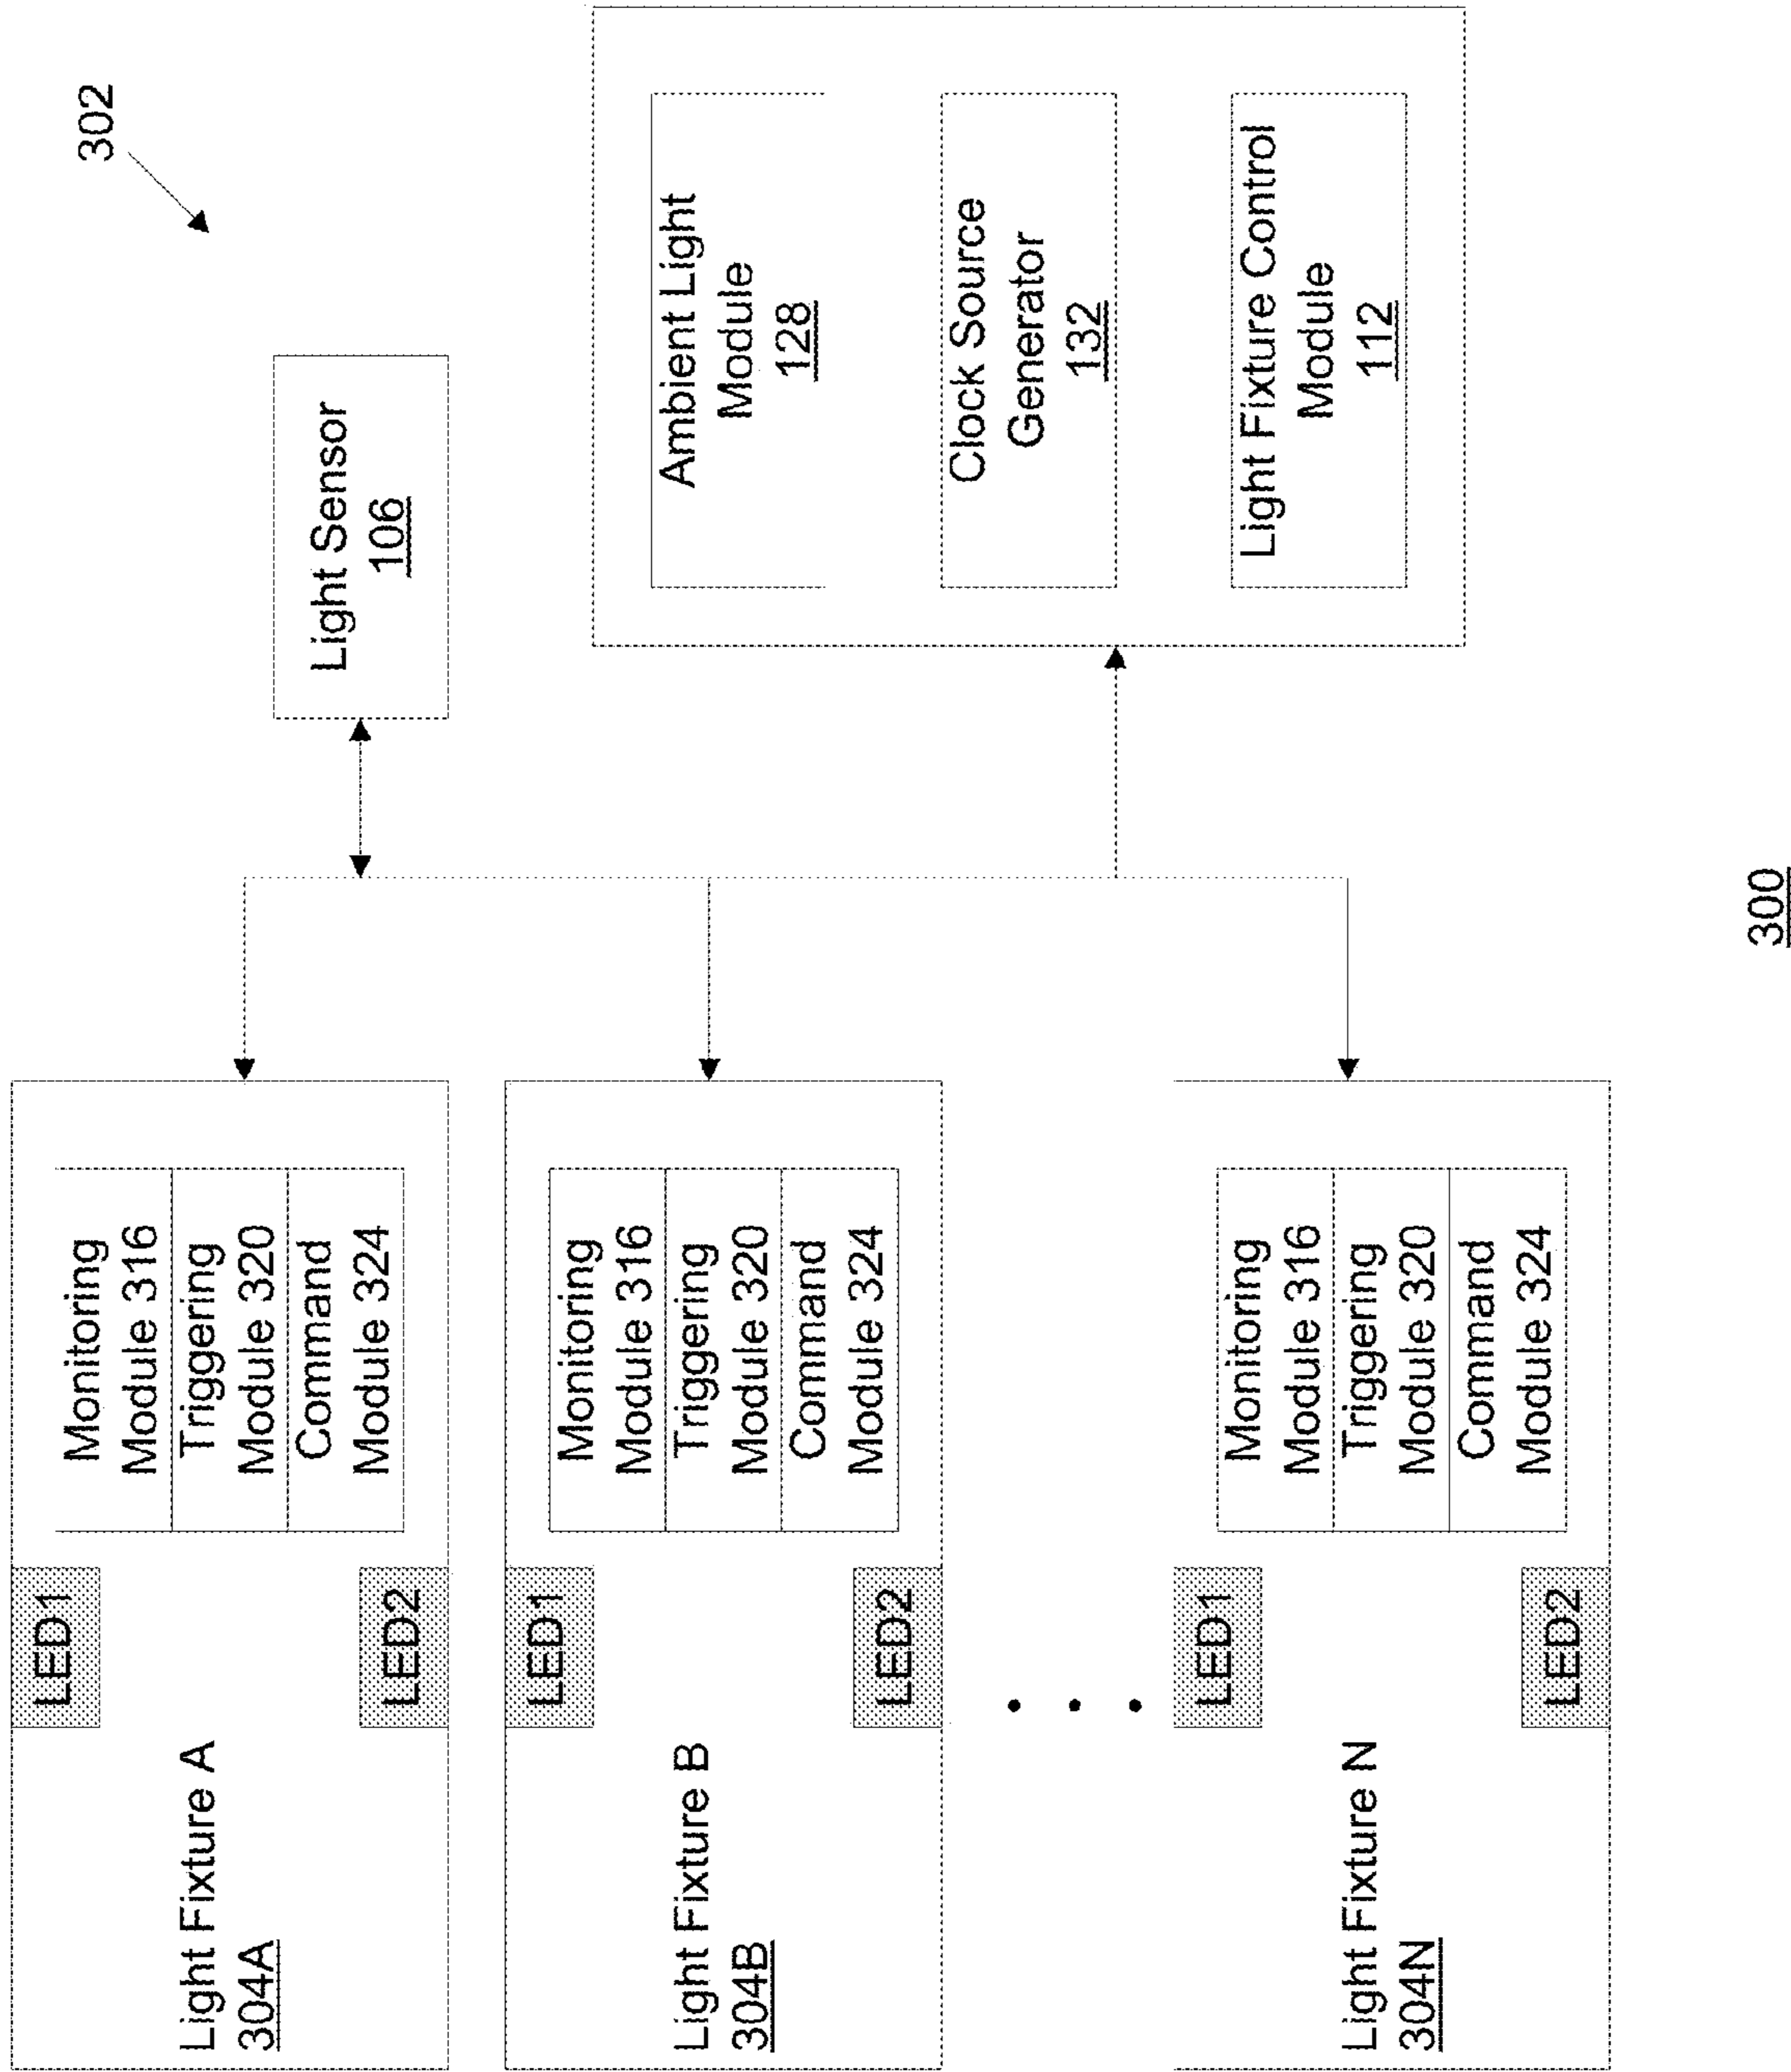 302
Light Fixture A
304A
LED1
LED2
Monitoring
Module 316
Triggering
Module 320
Command
Module 324
Light Sensor
106
Light Fixture B
304B
LED1
LED2
Monitoring
Module 316
Triggering
Module 320
Command
Module 324
Ambient Light
Module
128
Clock Source
Generator
132
Light Fixture Control
Module
112
Light Fixture N
304N
LED1
LED2
Monitoring
Module 316
Triggering
Module 320
Command
Module 324
300